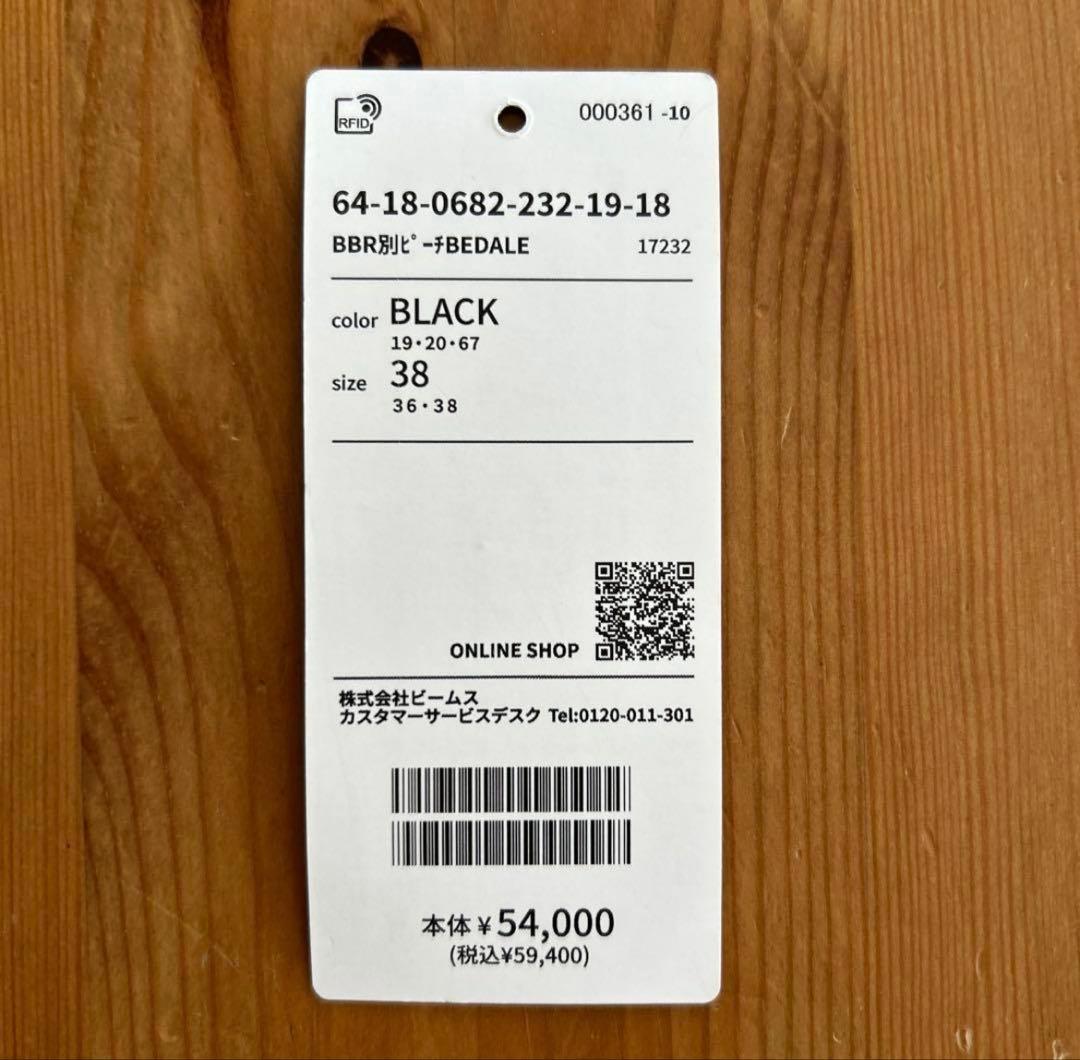 RFID
000361 -10
64-18-0682-232-19-18
BBR別ﾋﾟｰﾁBEDALE 17232
color BLACK
19・20・67
size 38
36・38
ONLINE SHOP
株式会社ビームス
カスタマーサービスデスク Tel:0120-011-301
本体¥54,000
(税込¥59,400)